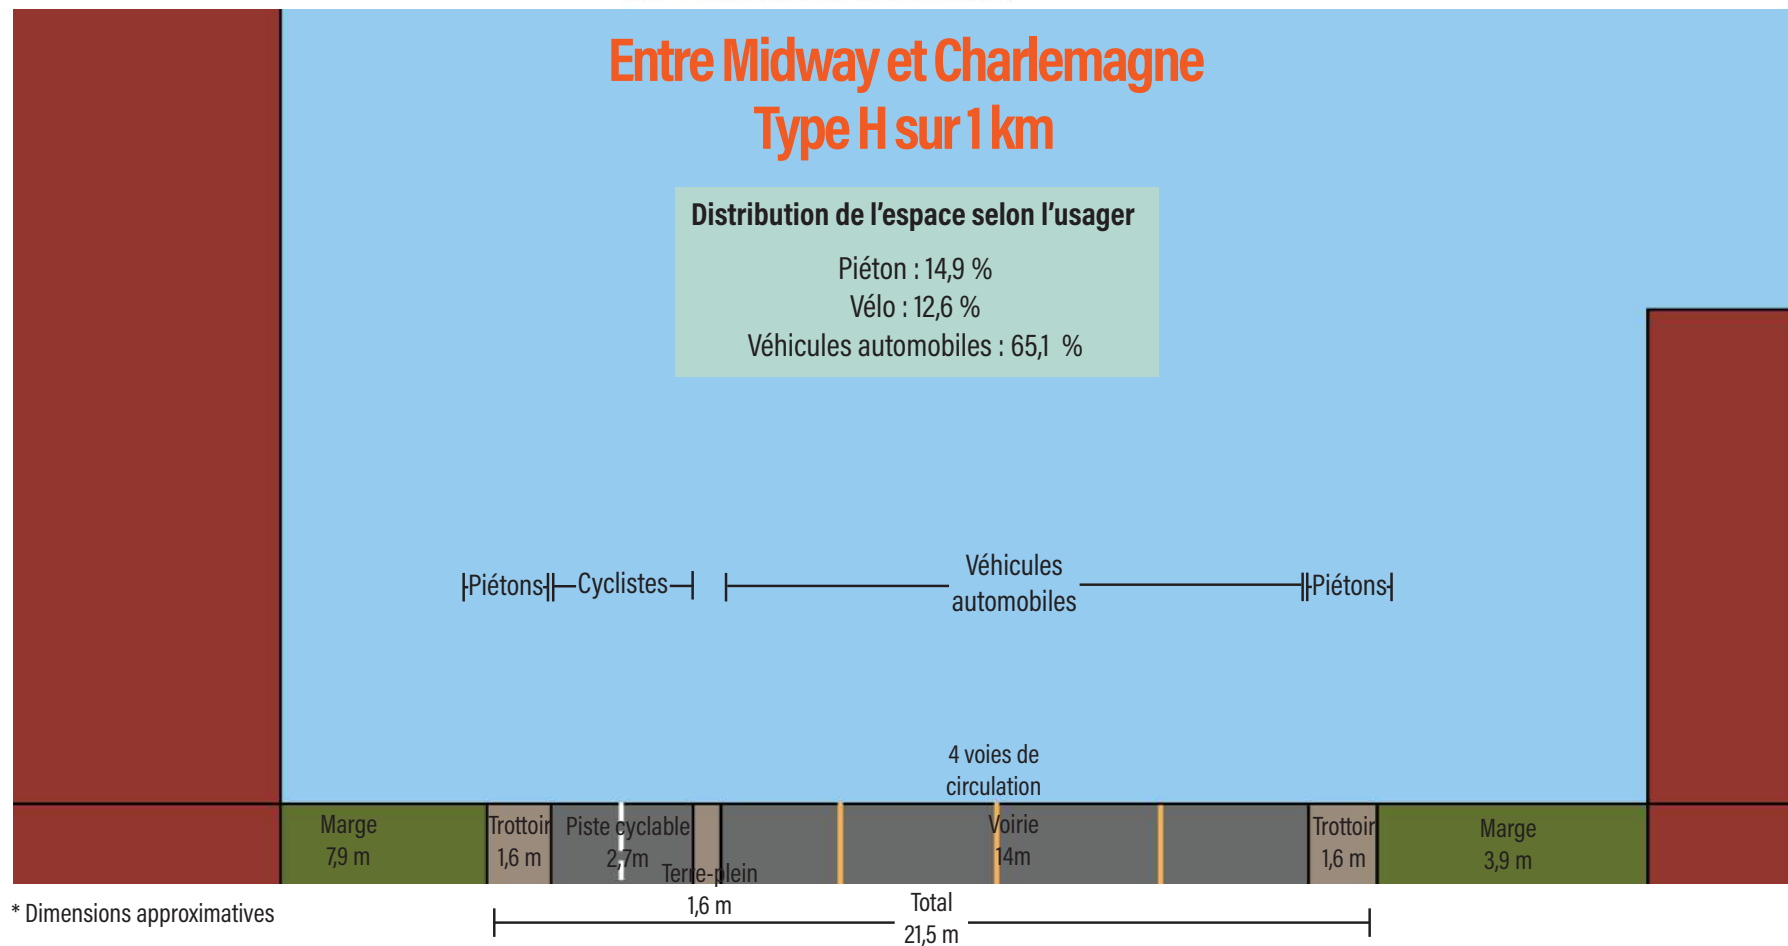 Entre Midway et Charlemagne
Type H sur 1 km
Distribution de l'espace selon l'usager
Piéton : 14,9 %
Vélo : 12,6 %
Véhicules automobiles : 65,1 %
Piétons
Cyclistes
Véhicules
automobiles
Piétons
4 voies de
circulation
Marge
7,9 m
Trottoir
1,6 m
Piste cyclable
2,7m
Terre-plein
1,6 m
Voirie
14m
Trottoir
1,6 m
Marge
3,9 m
* Dimensions approximatives
Total
21,5 m